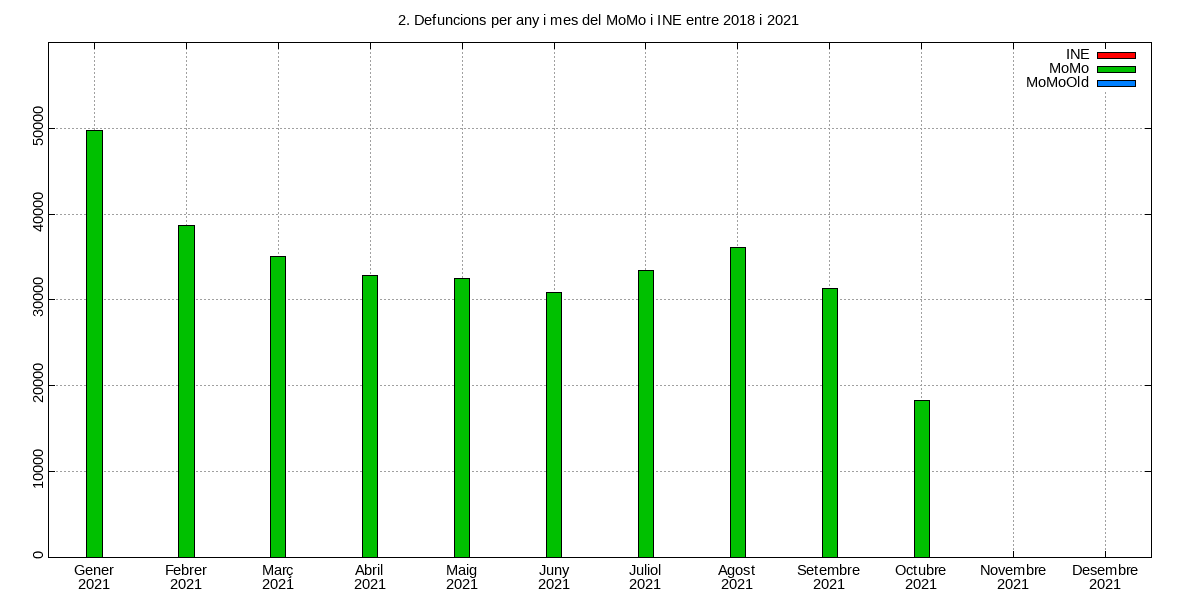 2. Defuncions per any i mes del MoMo i INE entre 2018 i 2021
INE
MoMo
MoMoOld
50000
40000
30000
20000
10000
0
Gener Febrer Març Abril Maig Juny Juliol Agost Setembre Octubre Novembre Desembre
2021 2021 2021 2021 2021 2021 2021 2021 2021 2021 2021 2021